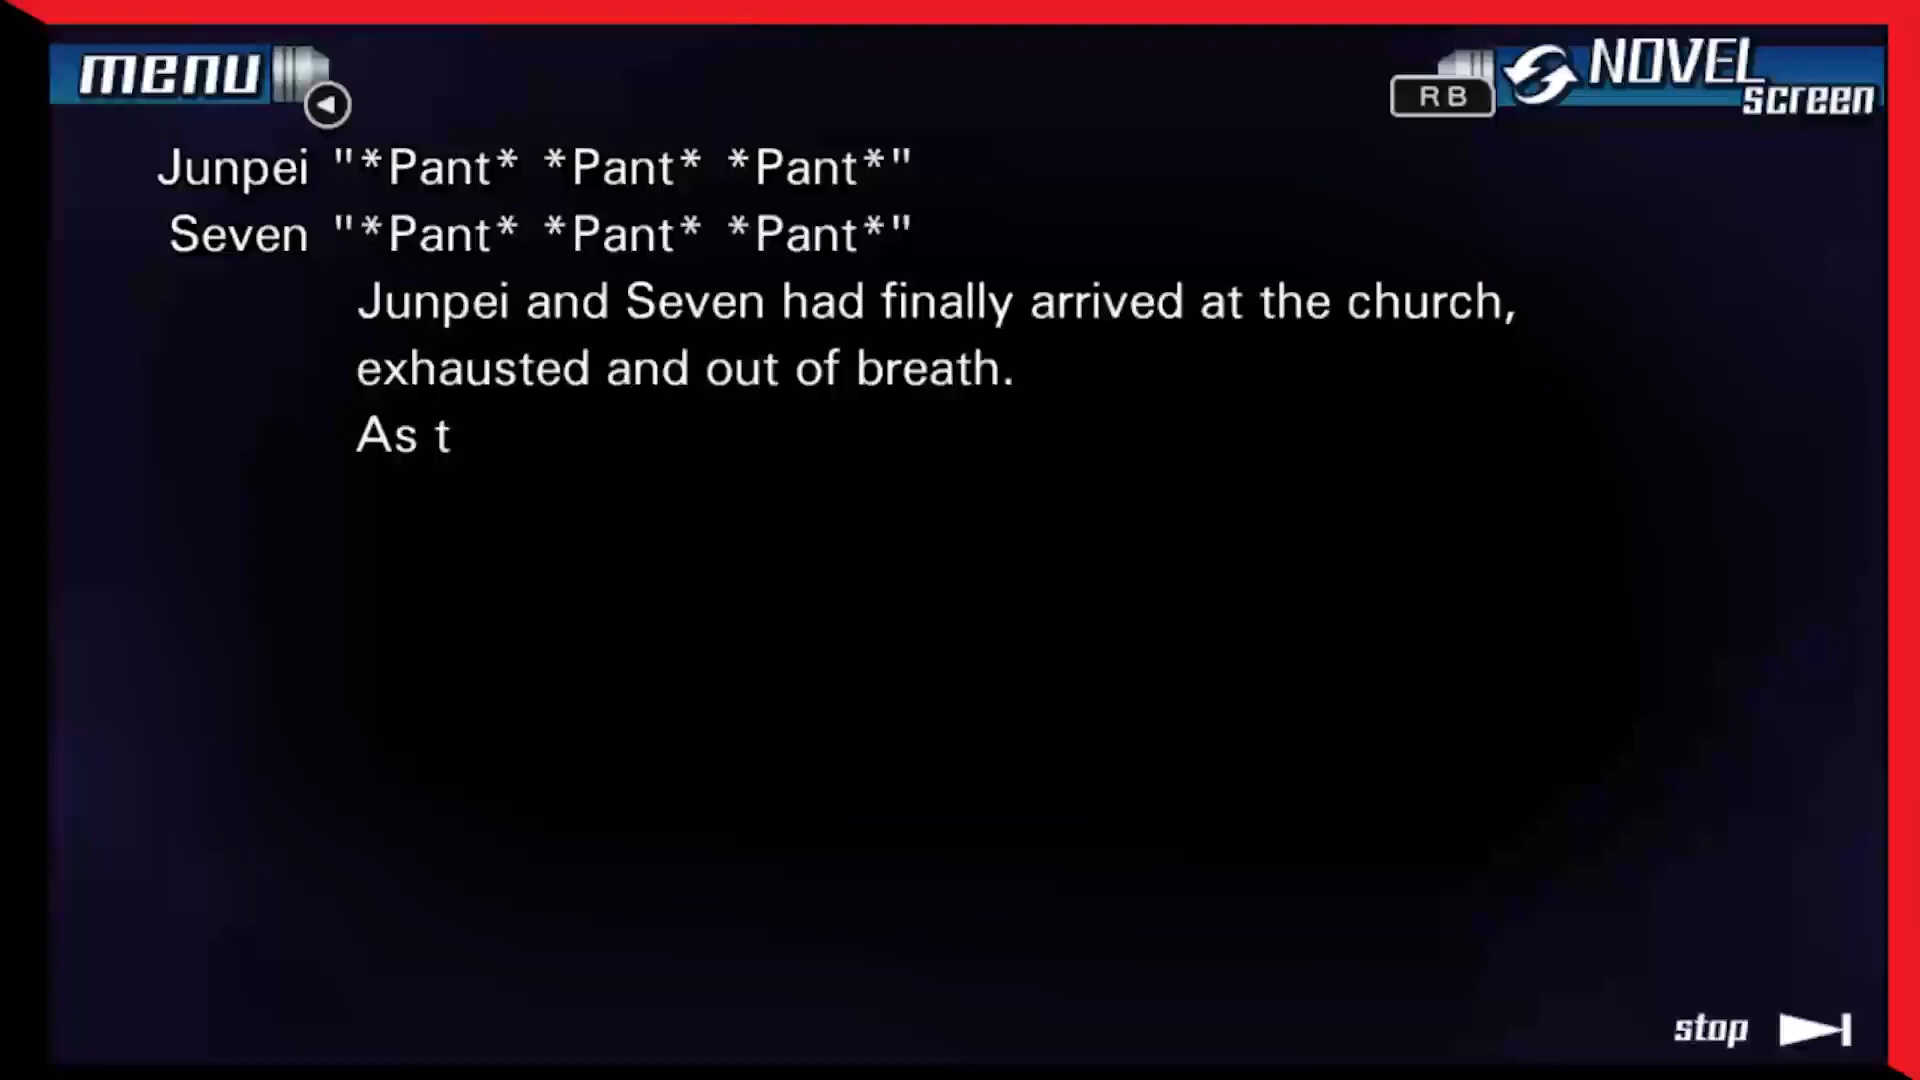 menu
RB
NOVEL
screen
Junpei "*Pant* *Pant* *Pant*"
Seven "*Pant* *Pant* *Pant*"
Junpei and Seven had finally arrived at the church,
exhausted and out of breath.
As t
stop